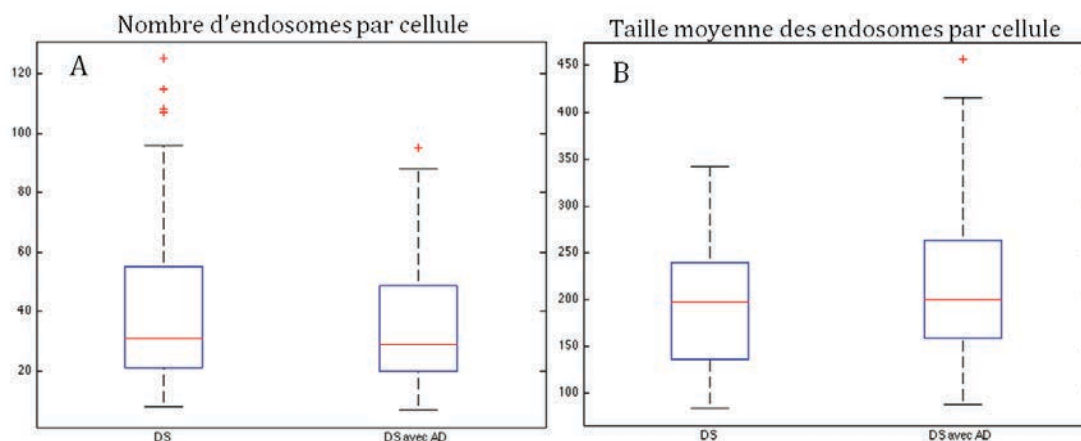 Nombre d'endosomes par cellule
A
120
100
80
60
40
20
DS
DS avec AD
Taille moyenne des endosomes par cellule
B
450
400
350
300
250
200
150
100
DS
DS avec AD